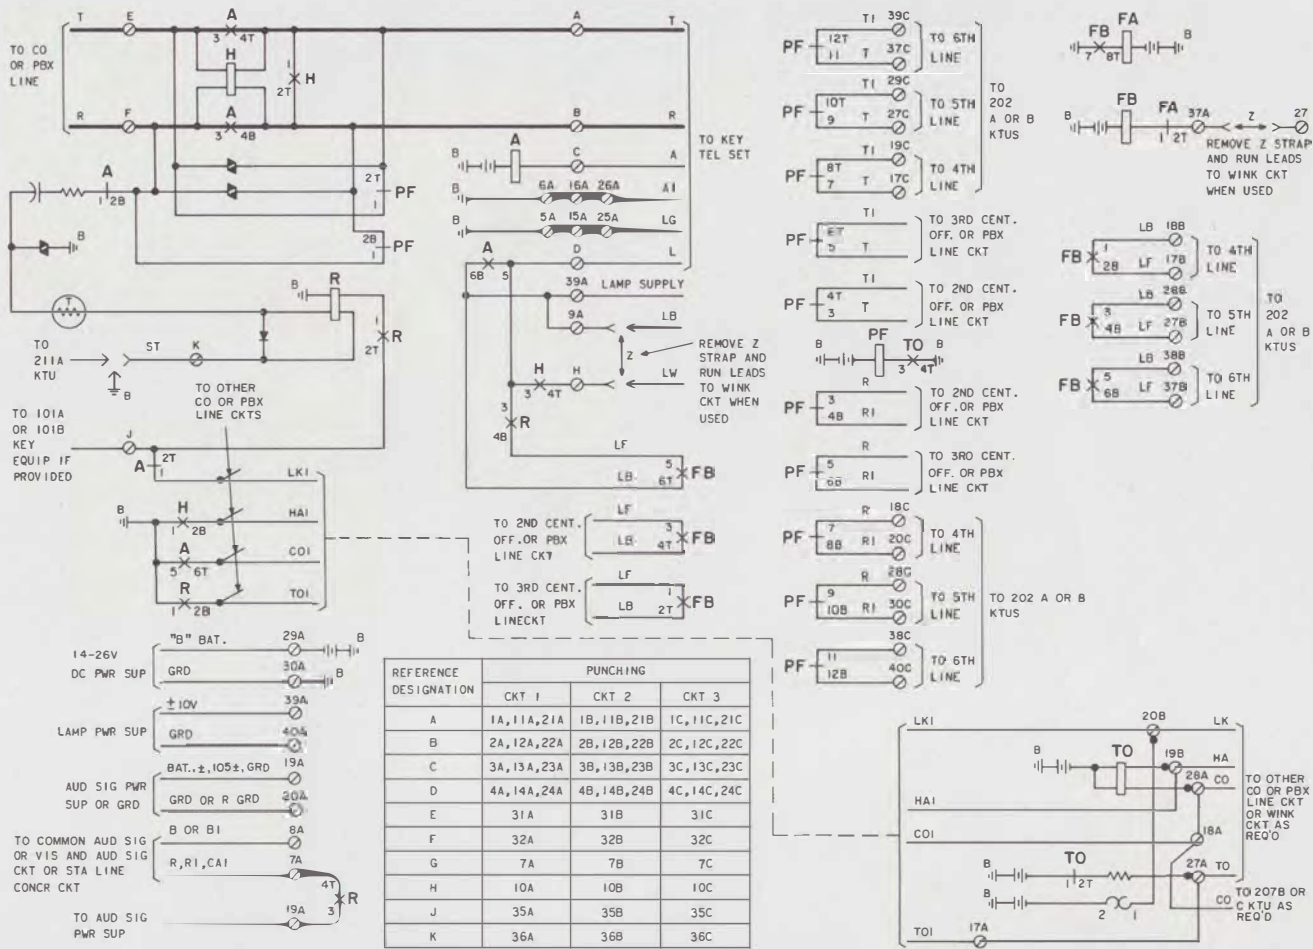 T E A A T
3 4T
TO CO
OR PBX
LINE
H
1
2T H
R F A B R
3 4B
TO KEY
TEL SET
B A C A
A
1 2B
2T
1 PF
B 6A 16A 26A A1
B 5A 15A 25A LG
B
2B
1 PF
A D L
6B 5
39A LAMP SUPPLY
9A LB
Z
REMOVE Z
STRAP AND
RUN LEADS
TO WINK
CKT WHEN
USED
H H LW
3 4T
T
B R
1
2T R
TO
211A
KTU
ST K
B
TO OTHER
CO OR PBX
LINE CKTS
3
4B R
LF
LB
5
6T FB
TO 101A
OR 101B
KEY
EQUIP IF
PROVIDED
J
A 2T
1
LK1
B H HA1
1 2B
A CO1
5 6T
R TO1
1 2B
TO 2ND CENT.
OFF. OR PBX
LINE CKT
LF
LB
3
4T FB
TO 3RD CENT.
OFF. OR PBX
LINECKT
LF
LB
1
2T FB
14-26V
DC PWR SUP
"B" BAT. 29A B
GRD 30A B
LAMP PWR SUP
±10V 39A
GRD 40A
AUD SIG PWR
SUP OR GRD
BAT.,±,105±,GRD 19A
GRD OR R GRD 20A
TO COMMON AUD SIG
OR VIS AND AUD SIG
CKT OR STA LINE
CONCR CKT
B OR B1 8A
R,R1,CA1 7A
4T
3 R
TO AUD SIG
PWR SUP
19A
REFERENCE
DESIGNATION
PUNCHING
CKT 1 CKT 2 CKT 3
A 1A,11A,21A 1B,11B,21B 1C,11C,21C
B 2A,12A,22A 2B,12B,22B 2C,12C,22C
C 3A,13A,23A 3B,13B,23B 3C,13C,23C
D 4A,14A,24A 4B,14B,24B 4C,14C,24C
E 31A 31B 31C
F 32A 32B 32C
G 7A 7B 7C
H 10A 10B 10C
J 35A 35B 35C
K 36A 36B 36C
PF 12T T1 39C
11 T 37C
TO 6TH
LINE
PF 10T T1 29C
9 T 27C
TO 5TH
LINE
PF 8T T1 19C
7 T 17C
TO 4TH
LINE
TO
202
A OR B
KTUS
PF T1
5 T
TO 3RD CENT.
OFF. OR PBX
LINE CKT
PF 4T T1
3 T
TO 2ND CENT.
OFF. OR PBX
LINE CKT
B PF TO B
3 4T
PF 3 R
4B R1
TO 2ND CENT.
OFF. OR PBX
LINE CKT
PF 5 R
6B R1
TO 3RD CENT.
OFF. OR PBX
LINE CKT
PF 7 R 18C
8B R1 20C
TO 4TH
LINE
PF 9 R 28C
10B R1 30C
TO 5TH
LINE
PF 11 38C
12B 40C
TO 6TH
LINE
TO 202 A OR B
KTUS
FB FA B
7 8T
B FB FA 37A Z 27
1 2T
REMOVE Z STRAP
AND RUN LEADS
TO WINK CKT
WHEN USED
FB 1 LB 18B
2B LF 17B
TO 4TH
LINE
FB 3 LB 28B
4B LF 27B
TO 5TH
LINE
FB 5 LB 38B
6B LF 37B
TO 6TH
LINE
TO
202
A OR B
KTUS
LK1 20B LK
B TO 19B HA
28A CO
HA1
CO1 18A
B TO 27A TO
1 2T
B
2 1
TO1 17A
CO
TO OTHER
CO OR PBX
LINE CKT
OR WINK
CKT AS
REQ'D
TO 207B OR
C KTU AS
REQ'D